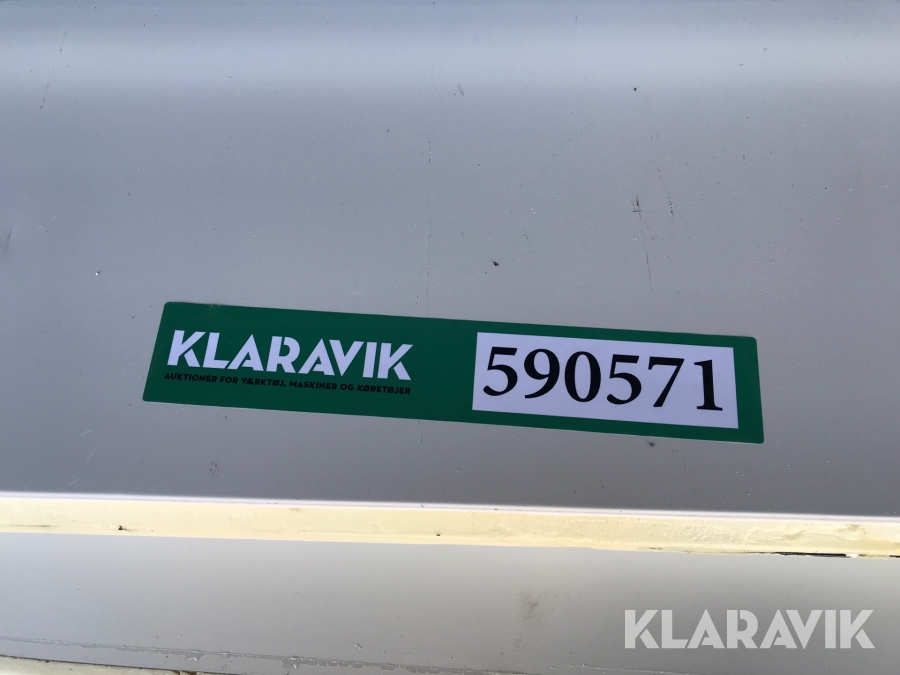 KLARAVIK
AUKTIONER FOR VÆRKTØJ, MASKINER OG KØRETØJER
590571
KLARAVIK